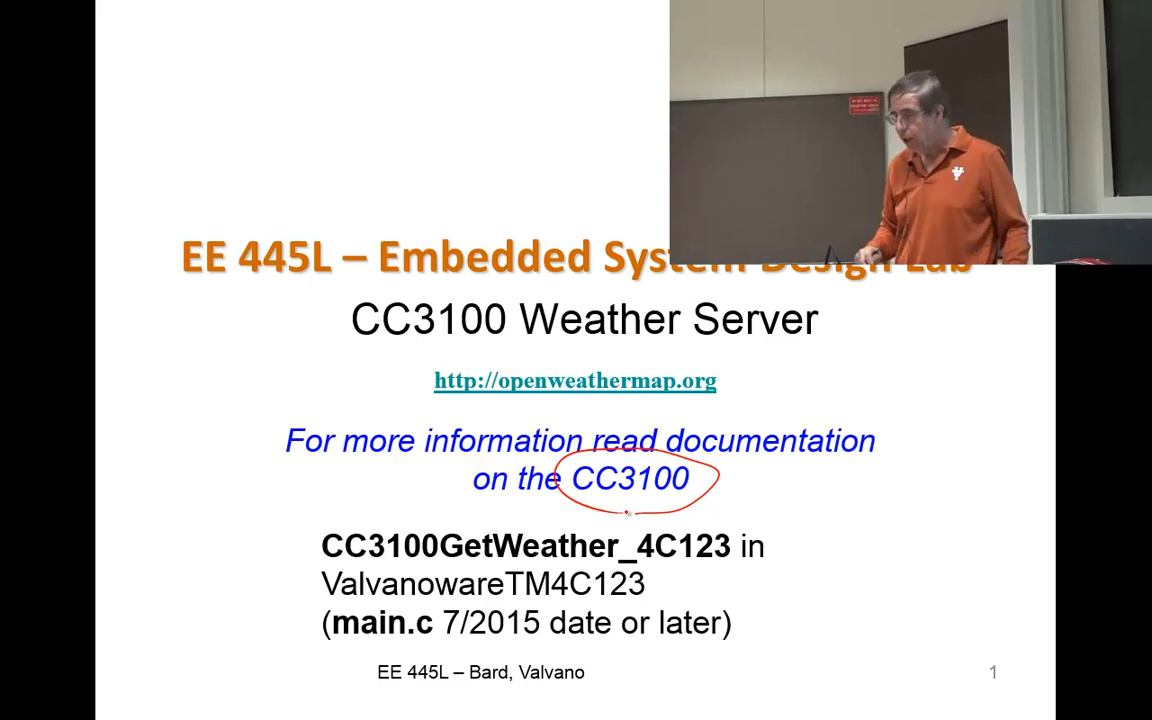 EE 445L – Embedded System Design Lab
CC3100 Weather Server
http://openweathermap.org
For more information read documentation
on the CC3100
CC3100GetWeather_4C123 in
ValvanowareTM4C123
(main.c 7/2015 date or later)
EE 445L – Bard, Valvano
1